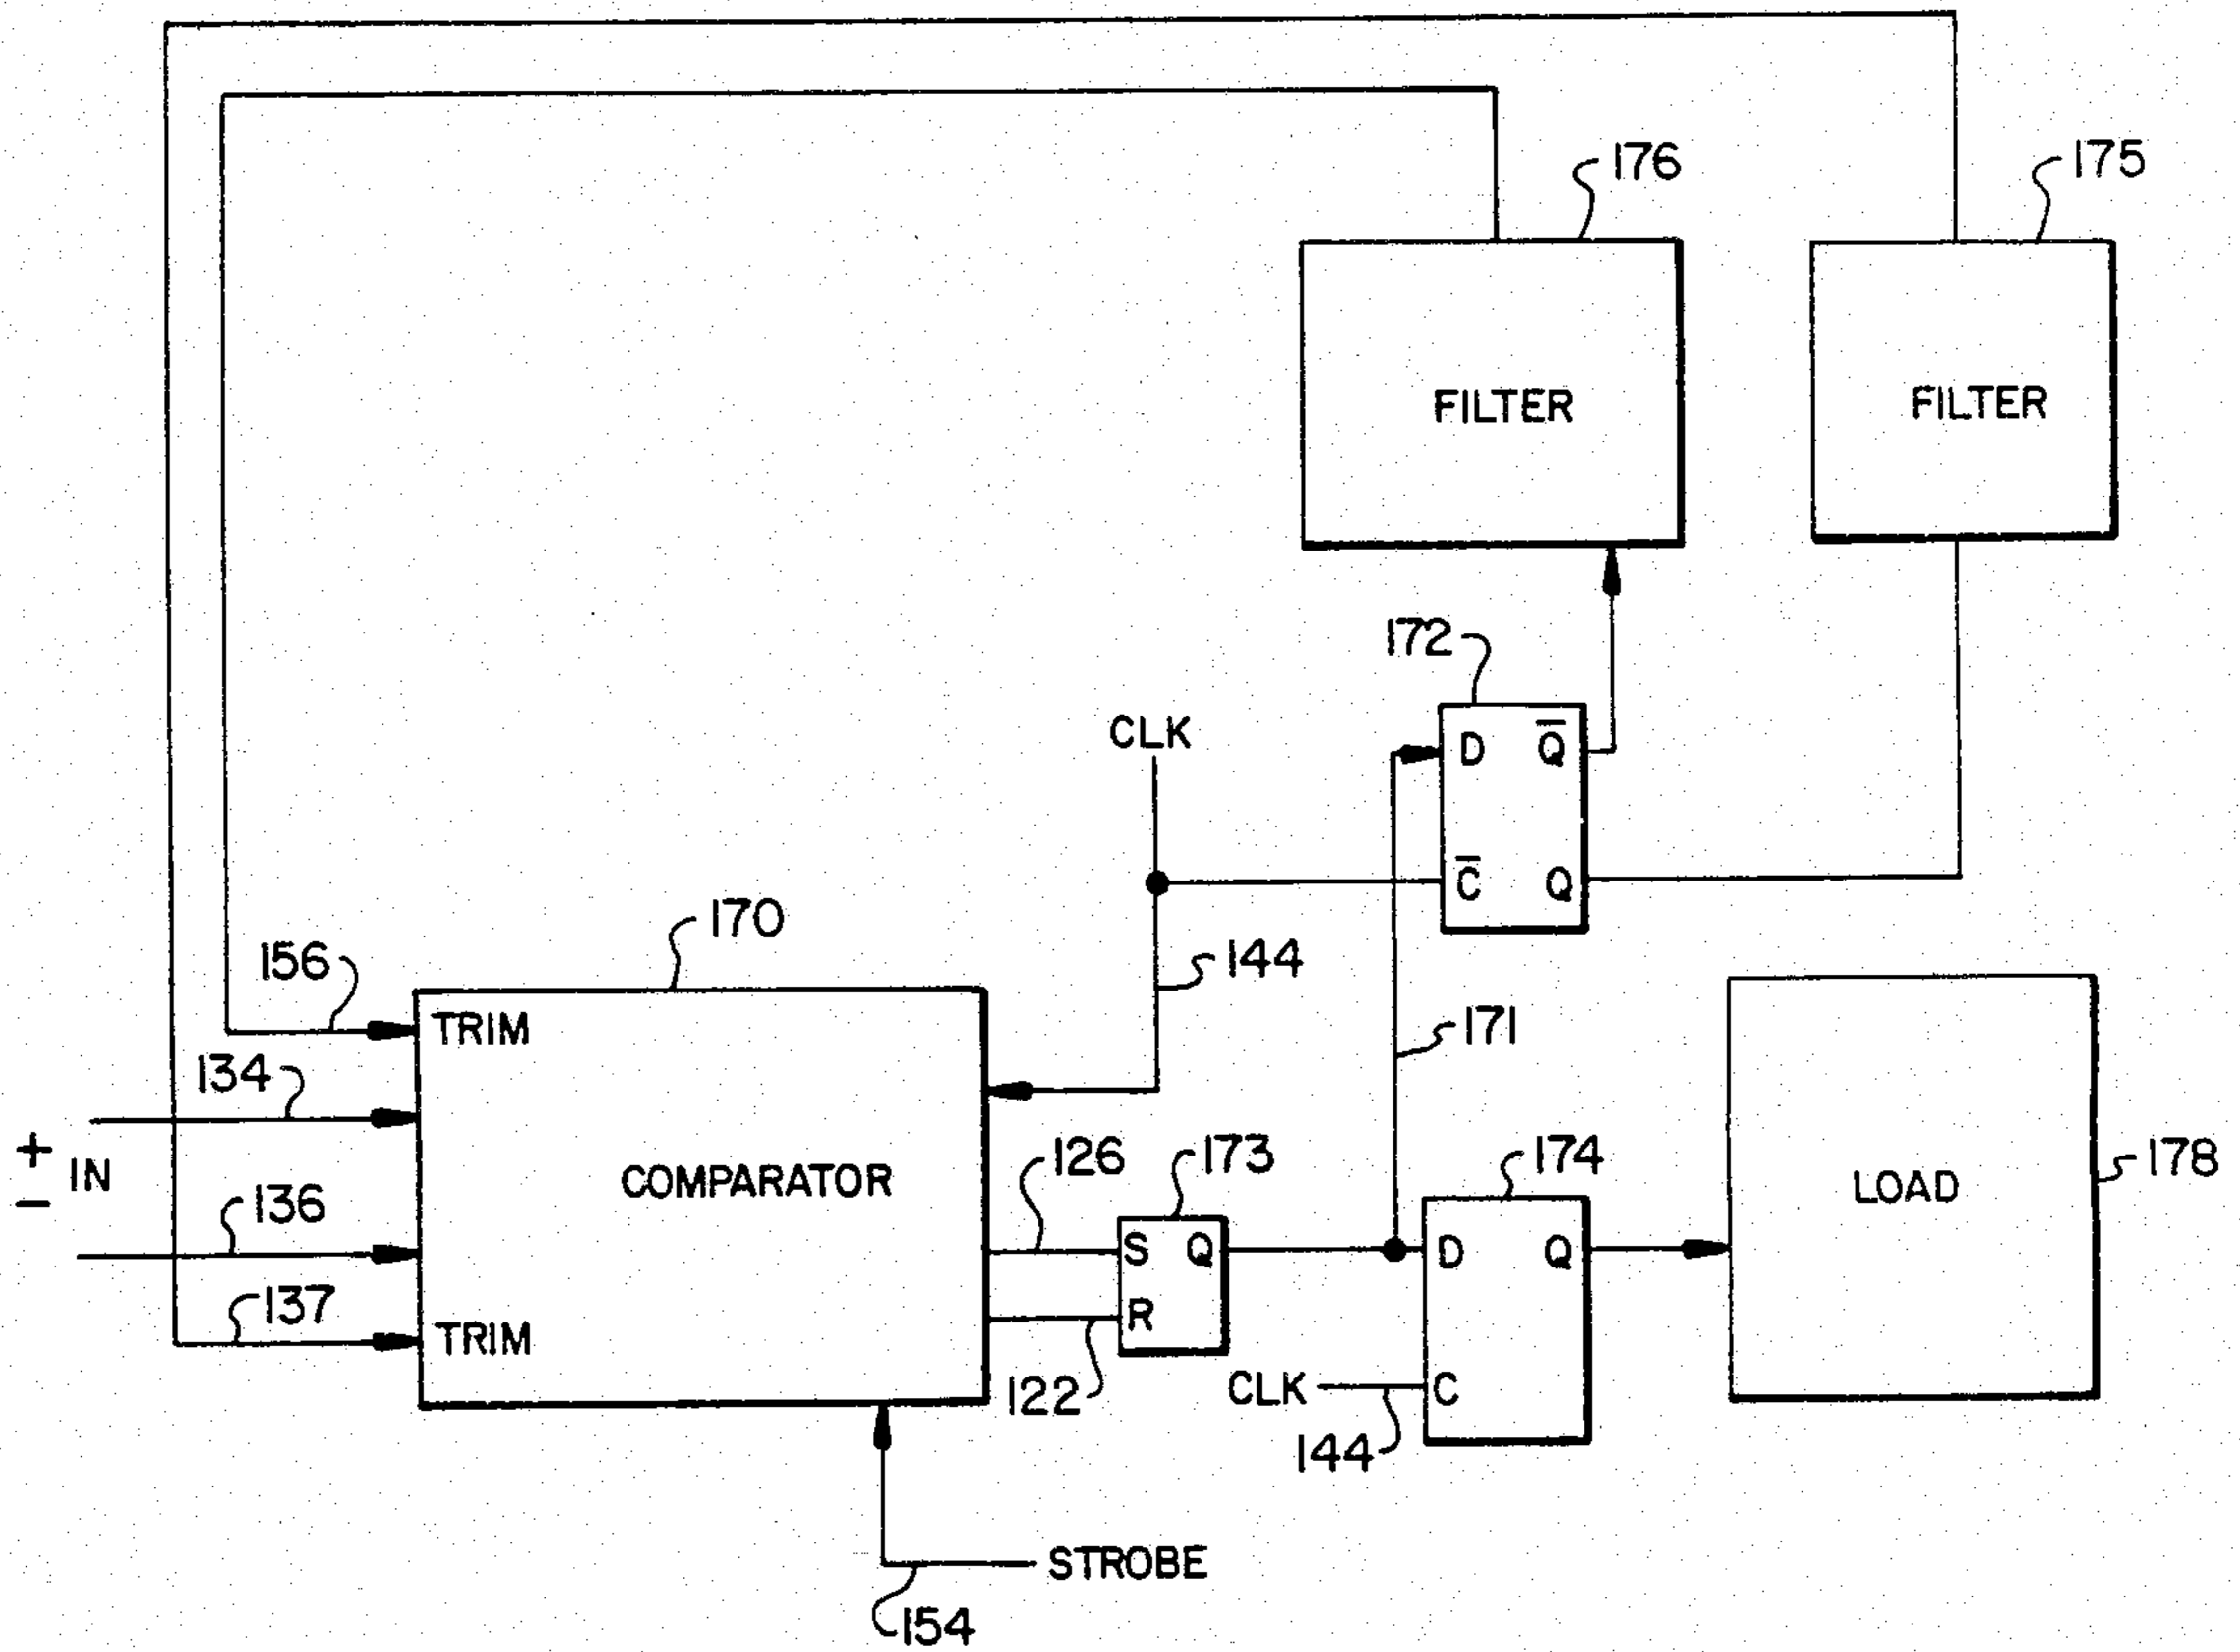 176
175
FILTER
FILTER
172
CLK
D Q̅
C̅ Q
170
144
156
TRIM
171
134
+
IN
−
COMPARATOR
126
173
174
LOAD
178
136
S Q
D Q
137
R
TRIM
122
CLK
C
144
STROBE
154